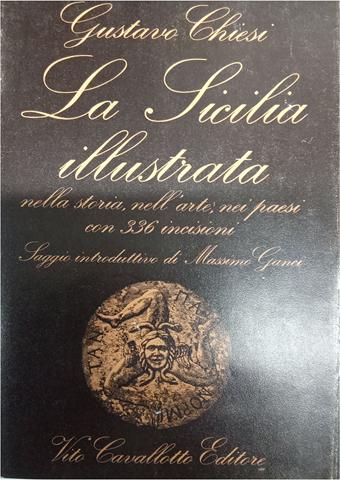 Gustavo Chiesi
La Sicilia
illustrata
nella storia, nell'arte, nei paesi
con 336 incisioni
Saggio introduttivo di Massimo Ganci
Vito Cavallotto Editore